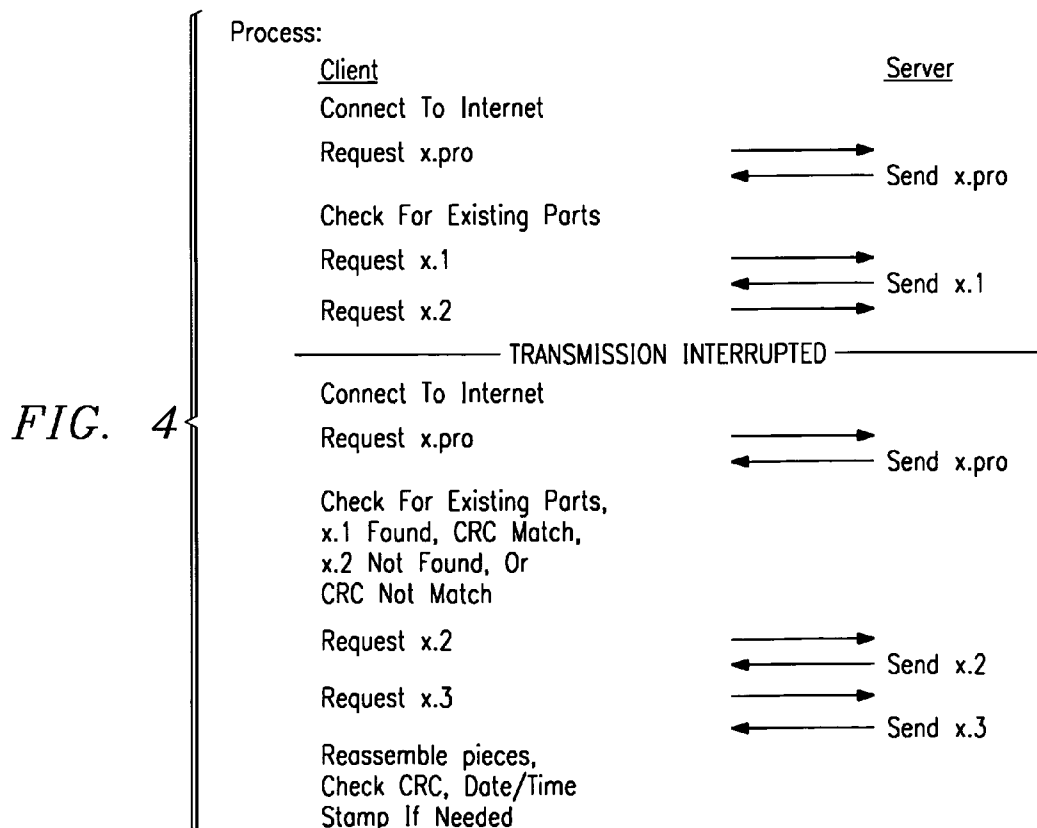 Process:
Client Server
Connect To Internet
Request x.pro
Send x.pro
Check For Existing Parts
Request x.1
Send x.1
Request x.2
TRANSMISSION INTERRUPTED
Connect To Internet
FIG. 4
Request x.pro
Send x.pro
Check For Existing Parts,
x.1 Found, CRC Match,
x.2 Not Found, Or
CRC Not Match
Request x.2
Send x.2
Request x.3
Send x.3
Reassemble pieces,
Check CRC, Date/Time
Stamp If Needed